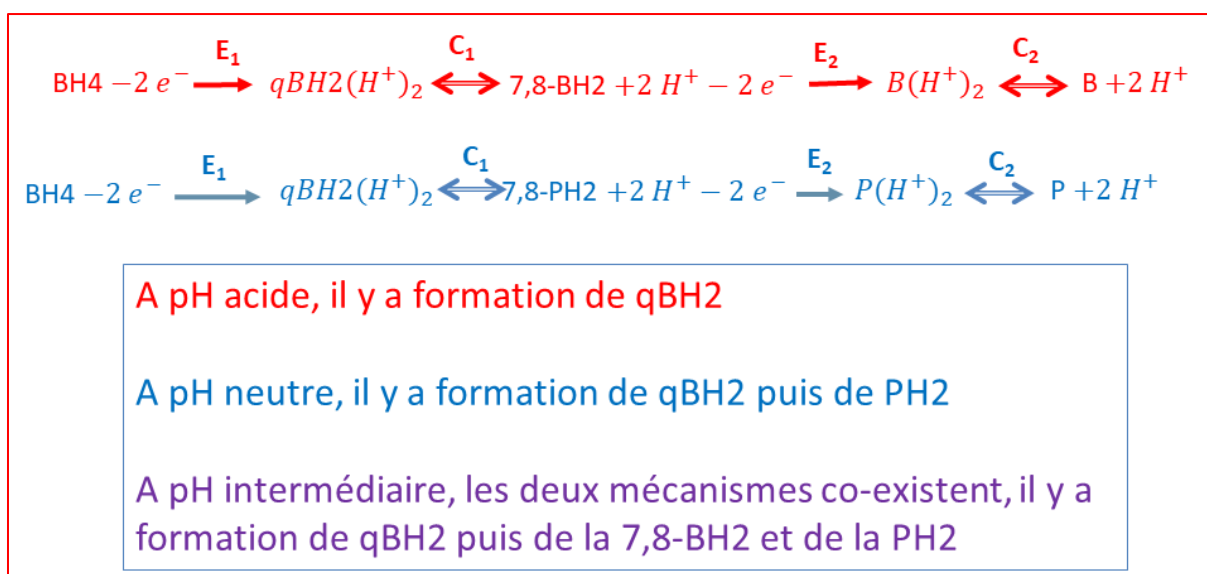 E₁ C₁ E₂ C₂
BH4 −2 e⁻ → qBH2(H⁺)₂ ⟺ 7,8-BH2 +2 H⁺ − 2 e⁻ → B(H⁺)₂ ⟺ B +2 H⁺
E₁ C₁ E₂ C₂
BH4 −2 e⁻ → qBH2(H⁺)₂ ⟺ 7,8-PH2 +2 H⁺ − 2 e⁻ → P(H⁺)₂ ⟺ P +2 H⁺
A pH acide, il y a formation de qBH2
A pH neutre, il y a formation de qBH2 puis de PH2
A pH intermédiaire, les deux mécanismes co-existent, il y a
formation de qBH2 puis de la 7,8-BH2 et de la PH2